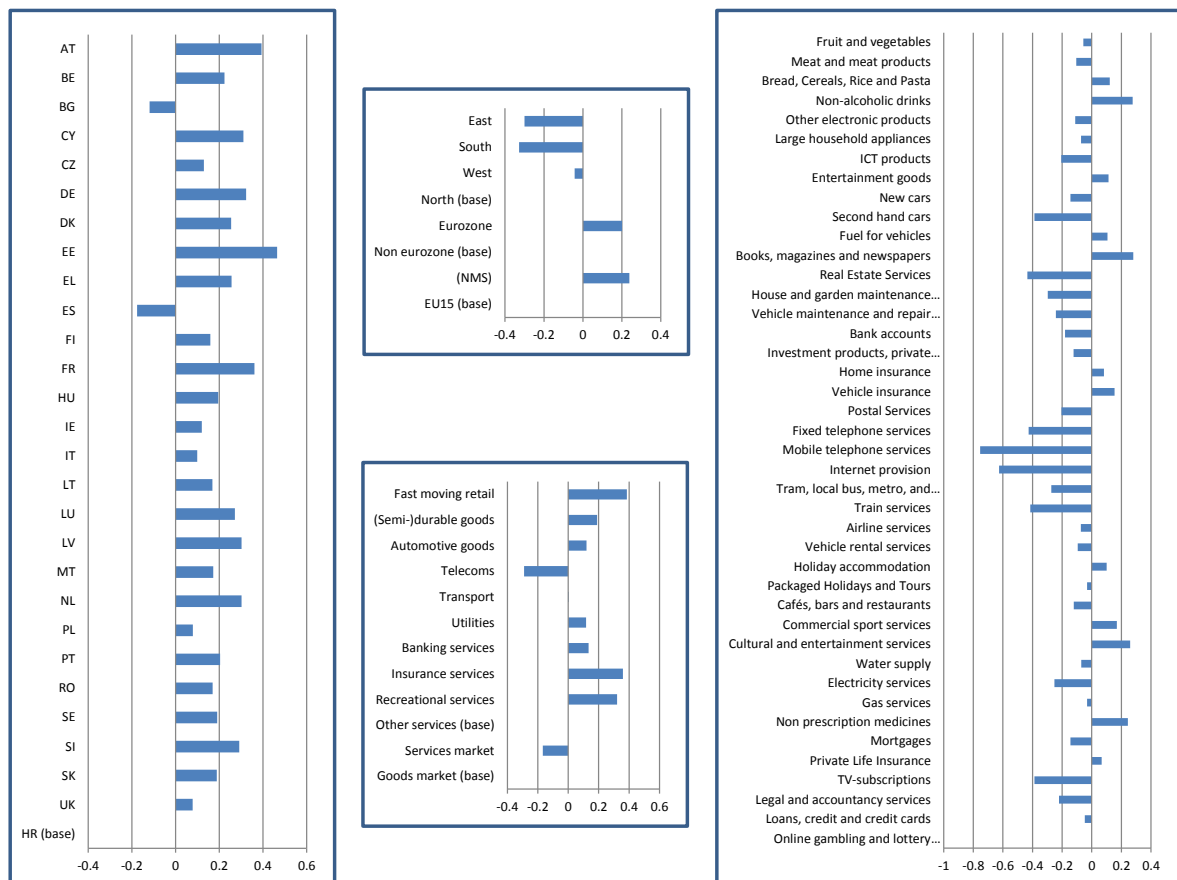 AT
BE
BG
CY
CZ
DE
DK
EE
EL
ES
FI
FR
HU
IE
IT
LT
LU
LV
MT
NL
PL
PT
RO
SE
SI
SK
UK
HR (base)
-0.4 -0.2 0 0.2 0.4 0.6
East
South
West
North (base)
Eurozone
Non eurozone (base)
(NMS)
EU15 (base)
-0.4 -0.2 0 0.2 0.4
Fast moving retail
(Semi-)durable goods
Automotive goods
Telecoms
Transport
Utilities
Banking services
Insurance services
Recreational services
Other services (base)
Services market
Goods market (base)
-0.4 -0.2 0 0.2 0.4 0.6
Fruit and vegetables
Meat and meat products
Bread, Cereals, Rice and Pasta
Non-alcoholic drinks
Other electronic products
Large household appliances
ICT products
Entertainment goods
New cars
Second hand cars
Fuel for vehicles
Books, magazines and newspapers
Real Estate Services
House and garden maintenance…
Vehicle maintenance and repair…
Bank accounts
Investment products, private…
Home insurance
Vehicle insurance
Postal Services
Fixed telephone services
Mobile telephone services
Internet provision
Tram, local bus, metro, and…
Train services
Airline services
Vehicle rental services
Holiday accommodation
Packaged Holidays and Tours
Cafés, bars and restaurants
Commercial sport services
Cultural and entertainment services
Water supply
Electricity services
Gas services
Non prescription medicines
Mortgages
Private Life Insurance
TV-subscriptions
Legal and accountancy services
Loans, credit and credit cards
Online gambling and lottery…
-1 -0.8 -0.6 -0.4 -0.2 0 0.2 0.4